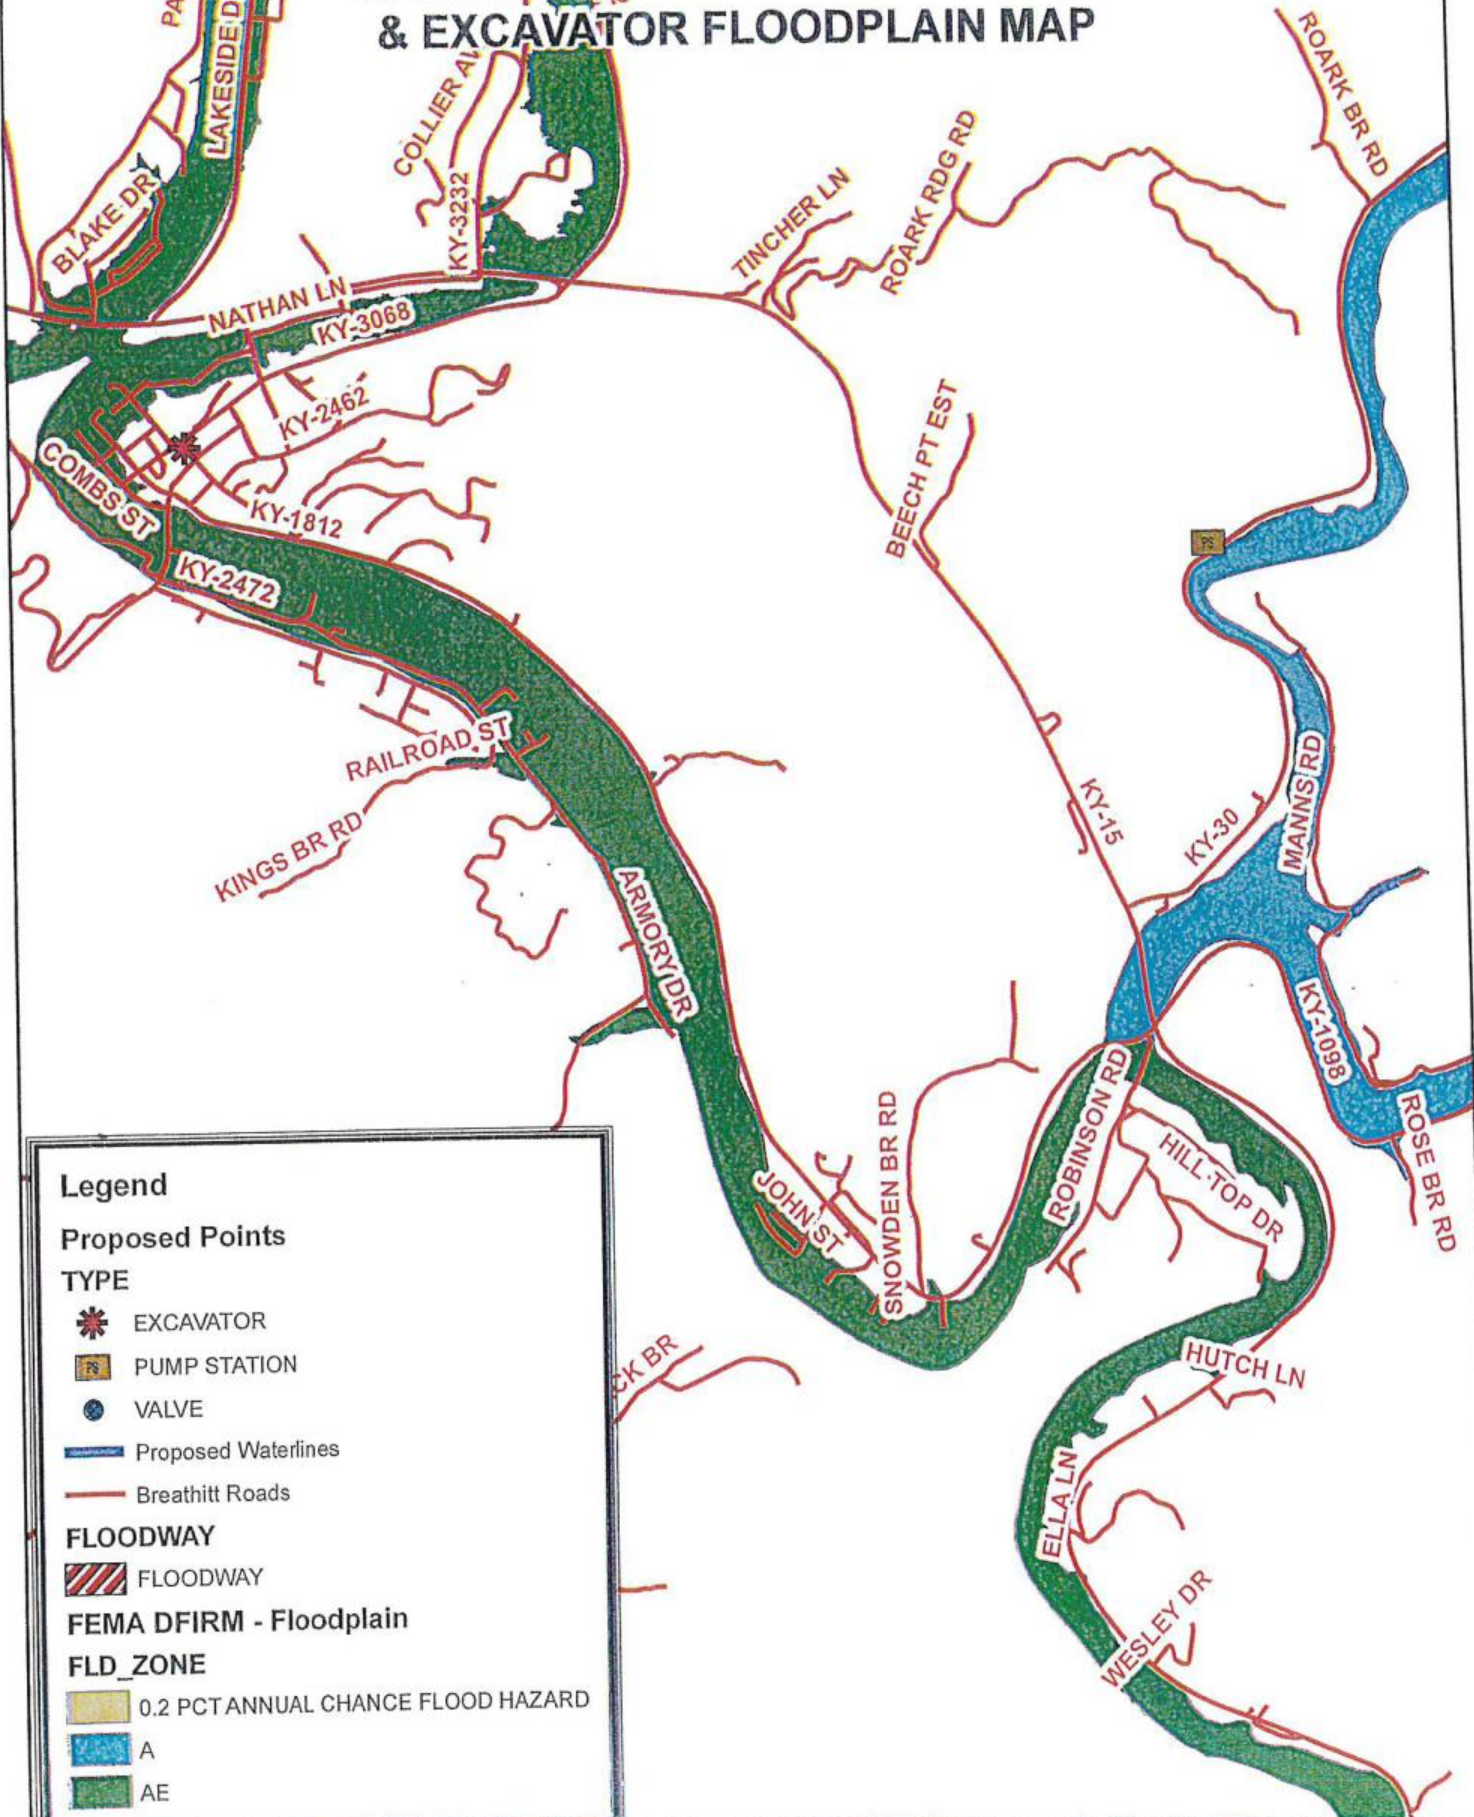 & EXCAVATOR FLOODPLAIN MAP
LAKESIDE D
COLLIER AV
ROARK BR RD
BLAKE DR
KY-3232
TINCHER LN
ROARK RDG RD
NATHAN LN
KY-3068
KY-2462
BEECH PT EST
COMBS ST
KY-1812
PS
KY-2472
RAILROAD ST
KINGS BR RD
KY-15
KY-30
MANNS RD
ARMORY DR
KY-1098
ROBINSON RD
ROSE BR RD
SNOWDEN BR RD
HILL TOP DR
JOHN ST
CK BR
HUTCH LN
ELLA LN
WESLEY DR
Legend
Proposed Points
TYPE
EXCAVATOR
PS PUMP STATION
VALVE
Proposed Waterlines
Breathitt Roads
FLOODWAY
FLOODWAY
FEMA DFIRM - Floodplain
FLD_ZONE
0.2 PCT ANNUAL CHANCE FLOOD HAZARD
A
AE